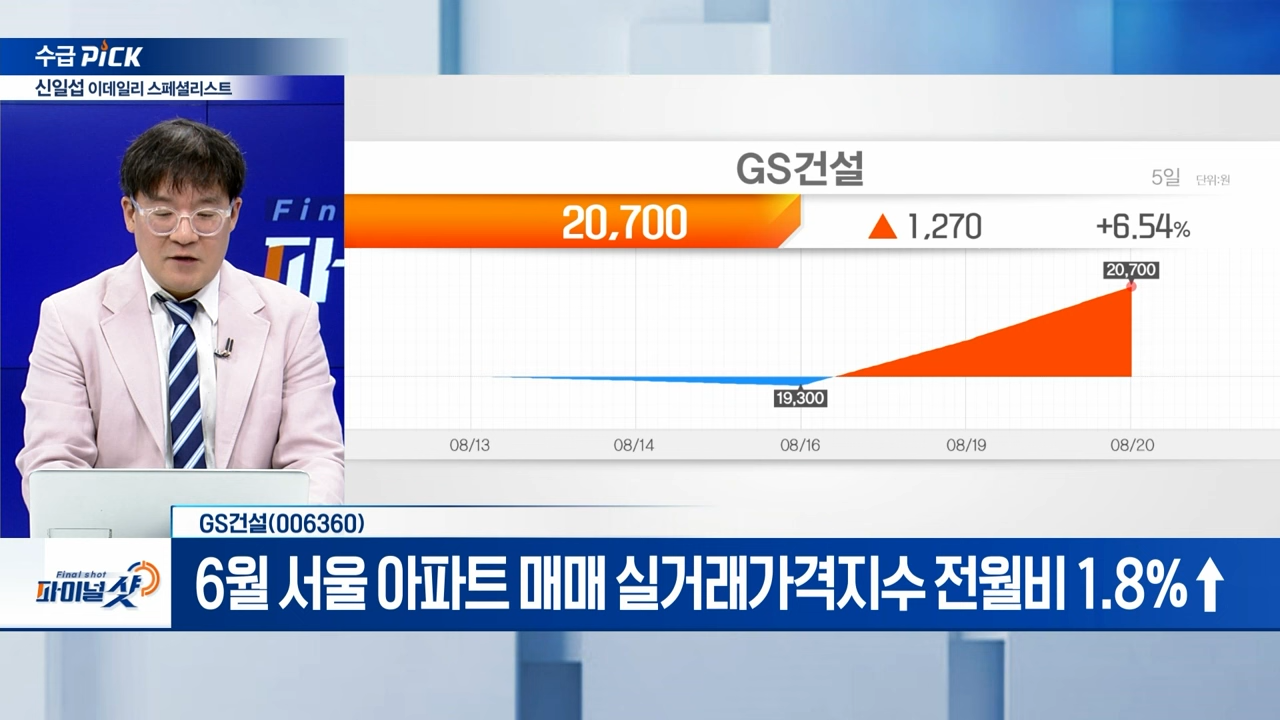 수급 PiCK
신일섭 이데일리 스페셜리스트
Fin
파
GS건설
5일 단위:원
20,700 ▲ 1,270 +6.54%
20,700
19,300
08/13 08/14 08/16 08/19 08/20
GS건설(006360)
Final shot
파이널샷
6월 서울 아파트 매매 실거래가격지수 전월비 1.8%↑